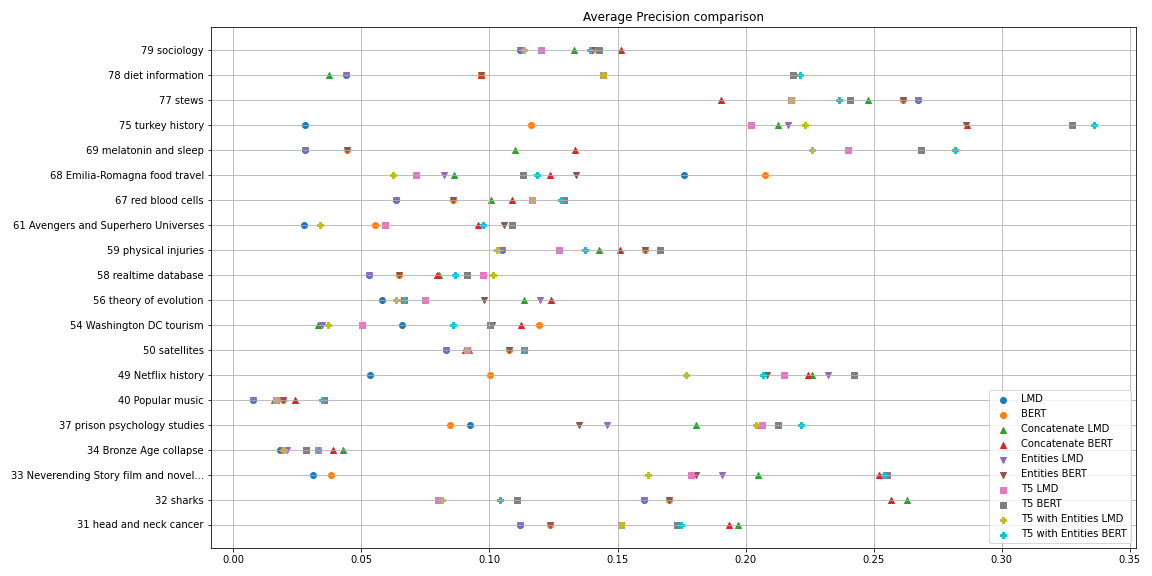 Average Precision comparison
79 sociology
78 diet information
77 stews
75 turkey history
69 melatonin and sleep
68 Emilia-Romagna food travel
67 red blood cells
61 Avengers and Superhero Universes
59 physical injuries
58 realtime database
56 theory of evolution
54 Washington DC tourism
50 satellites
49 Netflix history
40 Popular music
37 prison psychology studies
34 Bronze Age collapse
33 Neverending Story film and novel...
32 sharks
31 head and neck cancer
LMD
BERT
Concatenate LMD
Concatenate BERT
Entities LMD
Entities BERT
T5 LMD
T5 BERT
T5 with Entities LMD
T5 with Entities BERT
0.00 0.05 0.10 0.15 0.20 0.25 0.30 0.35